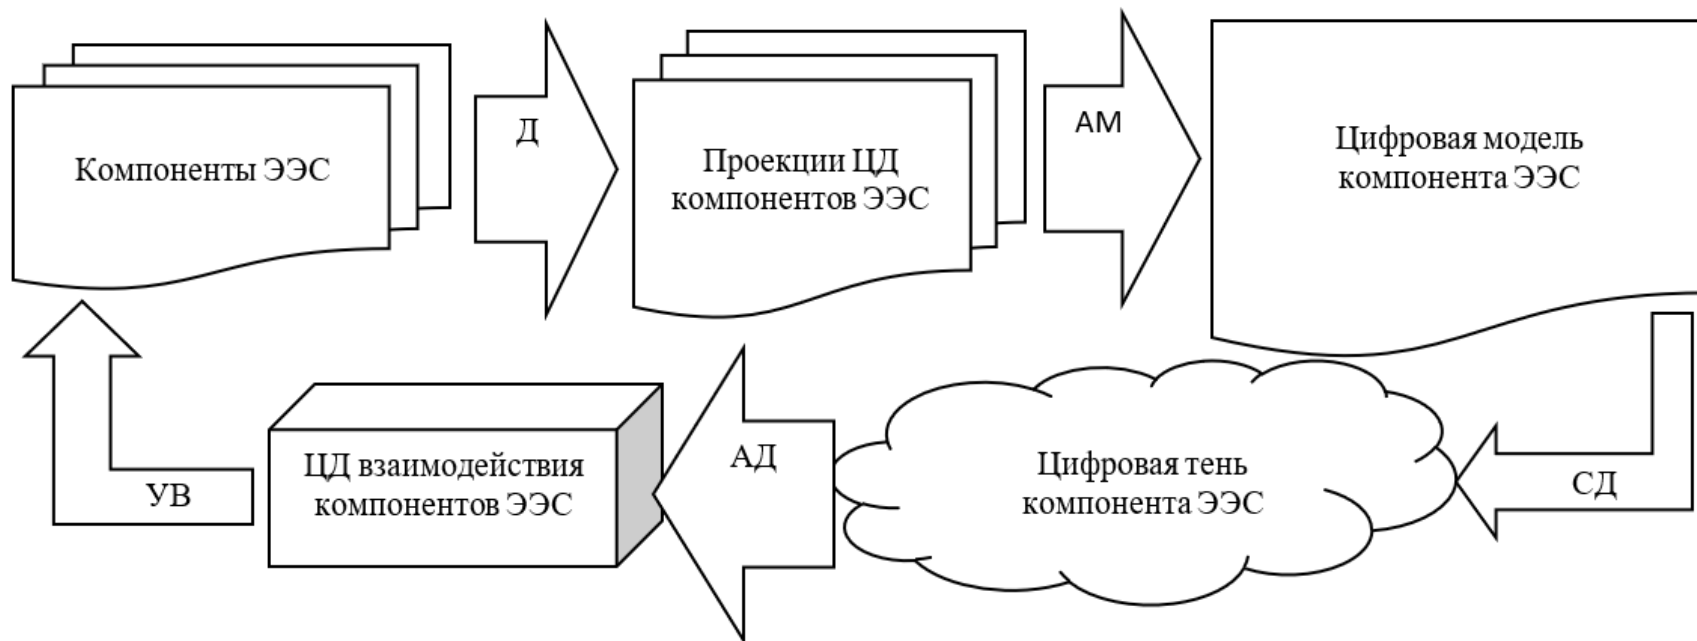 Компоненты ЭЭС
Д
Проекции ЦД
компонентов ЭЭС
АМ
Цифровая модель
компонента ЭЭС
УВ
ЦД взаимодействия
компонентов ЭЭС
АД
Цифровая тень
компонента ЭЭС
СД